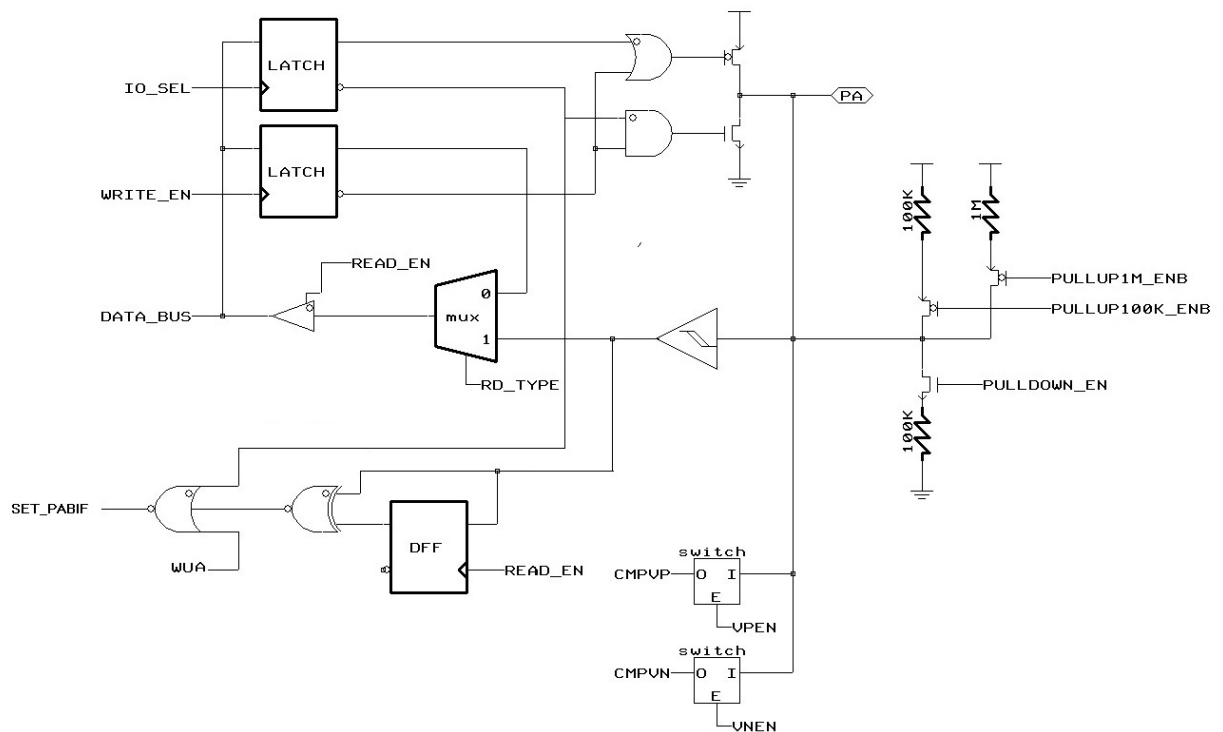 LATCH
IO_SEL
PA
LATCH
WRITE_EN
100K
1M
READ_EN
PULLUP1M_ENB
0
PULLUP100K_ENB
DATA_BUS
mux
1
RD_TYPE
PULLDOWN_EN
100K
SET_PABIF
DFF
WUA
READ_EN
switch
CMPVP
O I
E
VPEN
switch
CMPVN
O I
E
VNEN